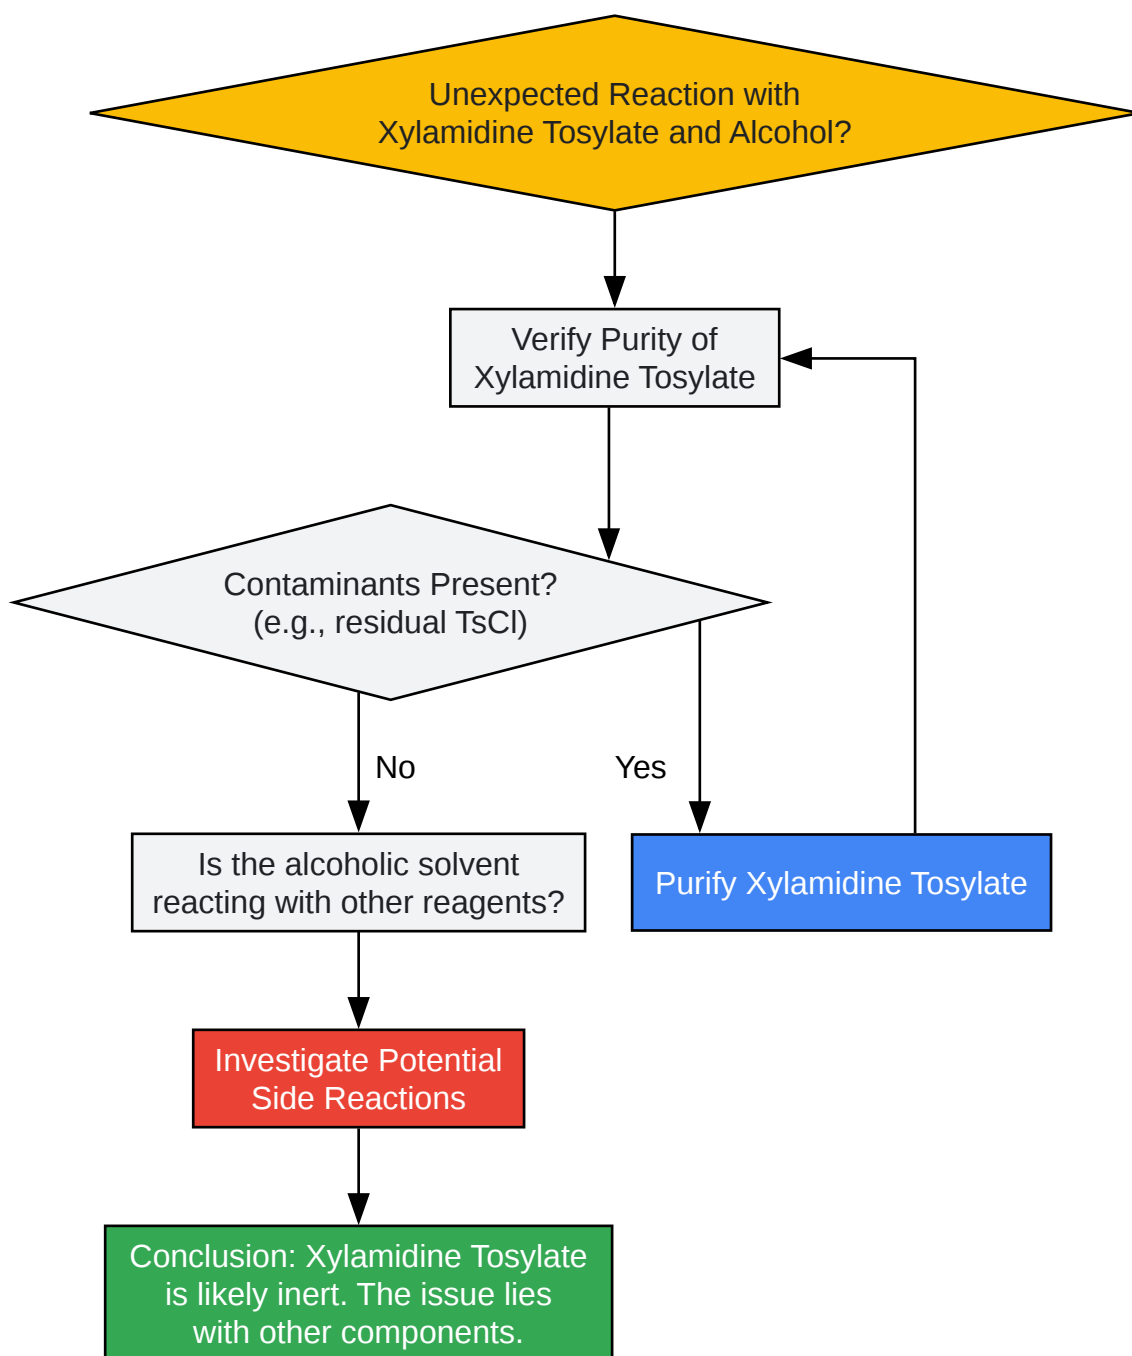 Unexpected Reaction with
Xylamidine Tosylate and Alcohol?
Verify Purity of
Xylamidine Tosylate
Contaminants Present?
(e.g., residual TsCl)
No
Yes
Is the alcoholic solvent
reacting with other reagents?
Purify Xylamidine Tosylate
Investigate Potential
Side Reactions
Conclusion: Xylamidine Tosylate
is likely inert. The issue lies
with other components.